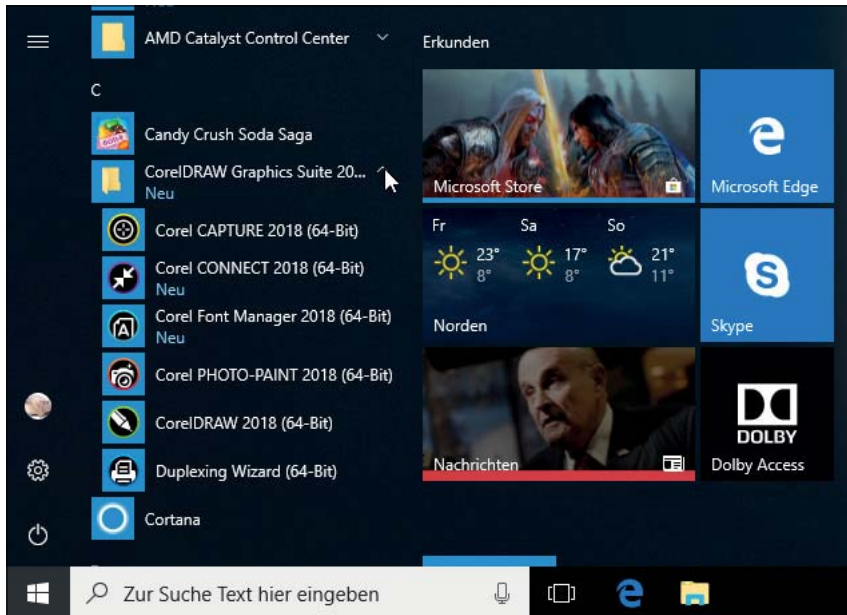 AMD Catalyst Control Center
C
Candy Crush Soda Saga
CorelDRAW Graphics Suite 20...
Neu
Corel CAPTURE 2018 (64-Bit)
Corel CONNECT 2018 (64-Bit)
Neu
Corel Font Manager 2018 (64-Bit)
Neu
Corel PHOTO-PAINT 2018 (64-Bit)
CorelDRAW 2018 (64-Bit)
Duplexing Wizard (64-Bit)
Cortana
Erkunden
Microsoft Store
Microsoft Edge
Fr Sa So
23° 17° 21°
8° 8° 11°
Norden
Skype
Nachrichten
DOLBY
Dolby Access
Zur Suche Text hier eingeben